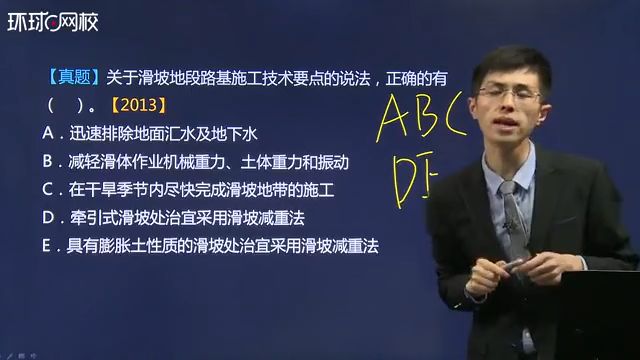 环球网校
【真题】关于滑坡地段路基施工技术要点的说法，正确的有
（ ）。【2013】
A．迅速排除地面汇水及地下水
B．减轻滑体作业机械重力、土体重力和振动
C．在干旱季节内尽快完成滑坡地带的施工
D．牵引式滑坡处治宜采用滑坡减重法
E．具有膨胀土性质的滑坡处治宜采用滑坡减重法
ABC
DE